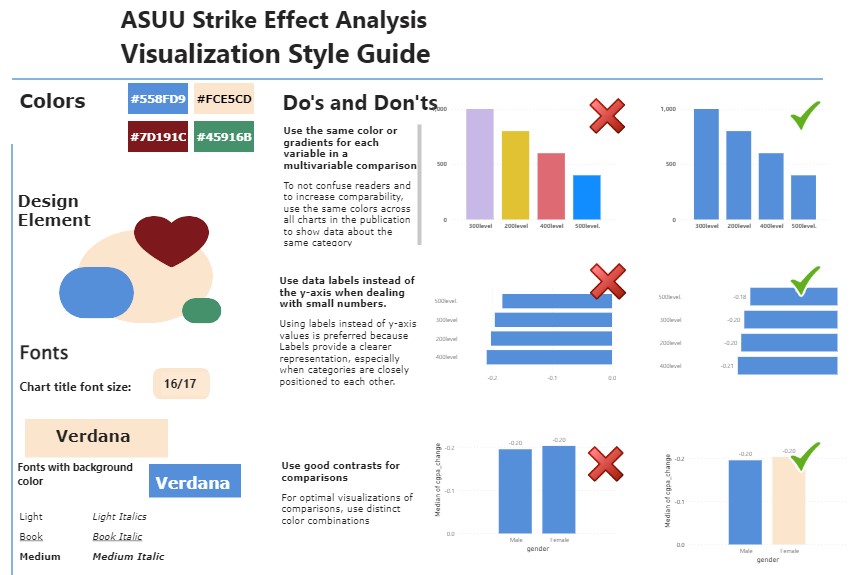 ASUU Strike Effect Analysis
Visualization Style Guide
Colors
#558FD9
#FCE5CD
#7D191C
#45916B
Design
Element
Fonts
Chart title font size:
16/17
Verdana
Fonts with background
color
Verdana
Light
Light Italics
Book
Book Italic
Medium
Medium Italic
Do's and Don'ts
Use the same color or
gradients for each
variable in a
multivariable comparison
To not confuse readers and
to increase comparability,
use the same colors across
all charts in the publication
to show data about the
same category
1,000
500
0
300level
200level
400level
500level.
1,000
500
0
300level
200level
400level
500level.
Use data labels instead of
the y-axis when dealing
with small numbers.
Using labels instead of y-axis
values is preferred because
Labels provide a clearer
representation, especially
when categories are closely
positioned to each other.
500level.
300level
200level
400level
-0.2
-0.1
0.0
500level.
-0.18
300level
-0.20
200level
-0.20
400level
-0.21
Use good contrasts for
comparisons
For optimal visualizations of
comparisons, use distinct
color combinations
Median of cgpa_change
-0.2
-0.1
0.0
-0.20
-0.20
Male
Female
gender
Median of cgpa_change
-0.2
-0.1
0.0
-0.20
-0.20
Male
Female
gender